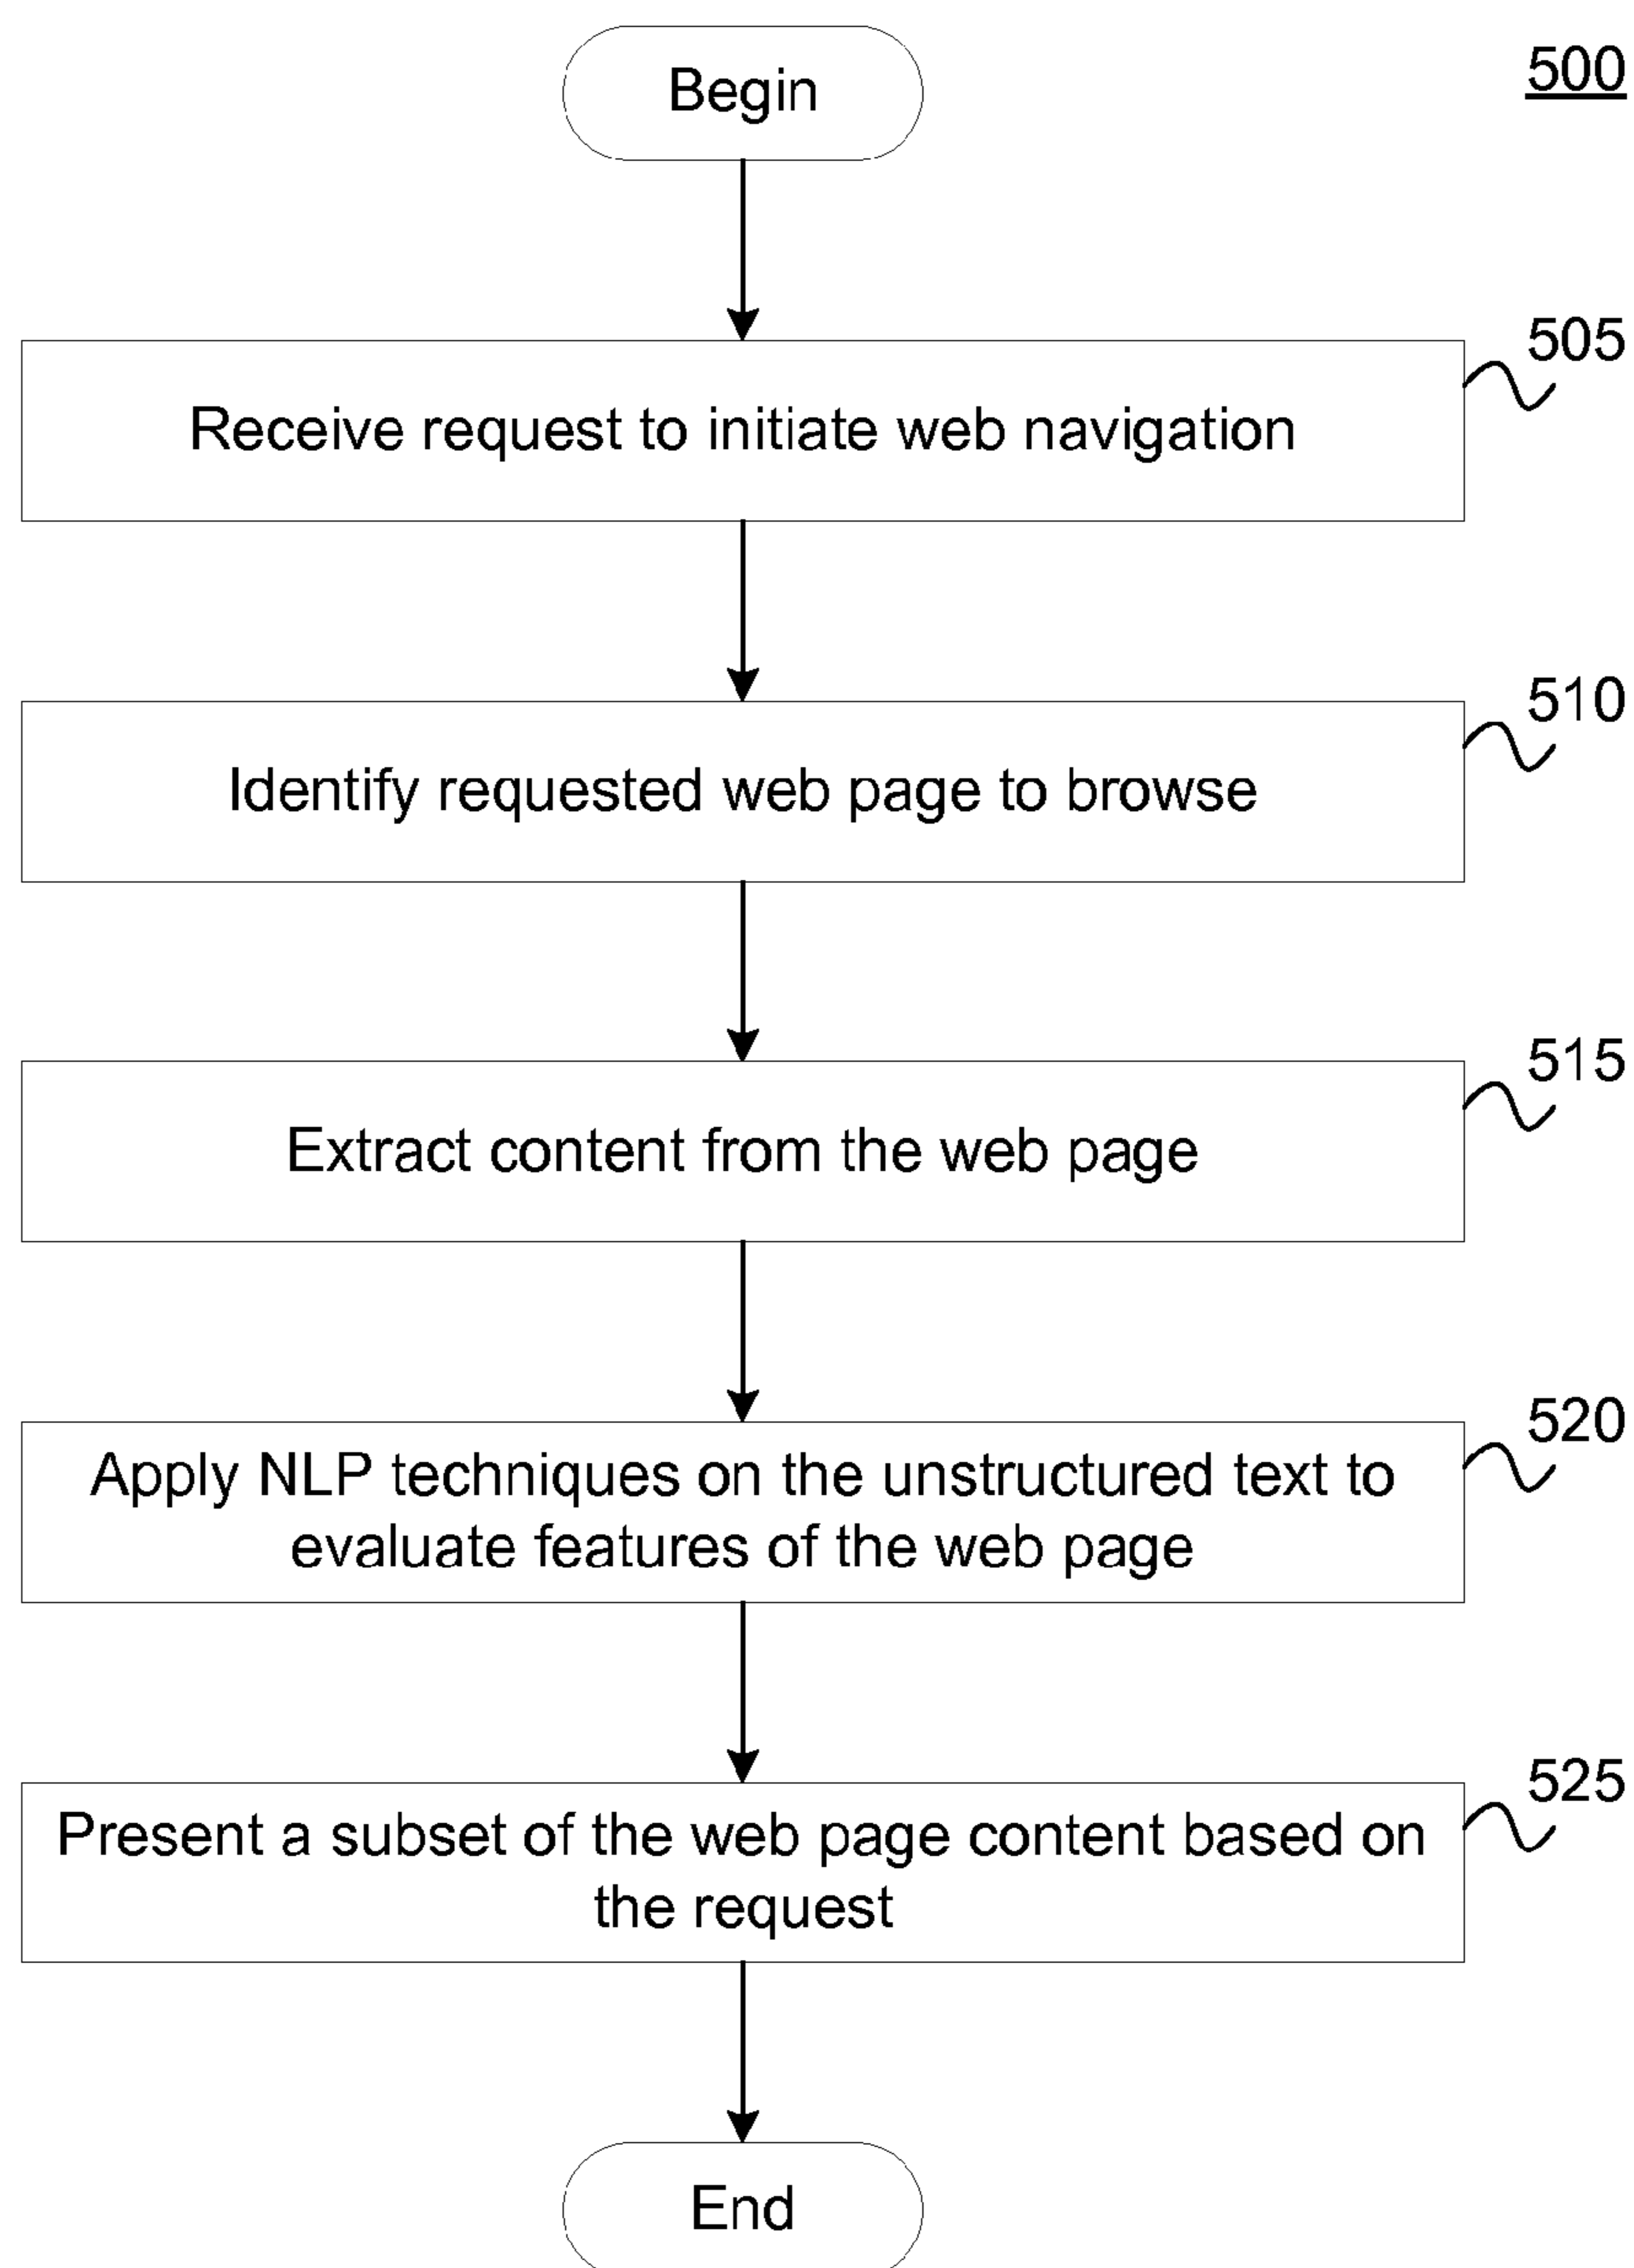 Begin
500
505
Receive request to initiate web navigation
510
Identify requested web page to browse
515
Extract content from the web page
520
Apply NLP techniques on the unstructured text to
evaluate features of the web page
525
Present a subset of the web page content based on
the request
End